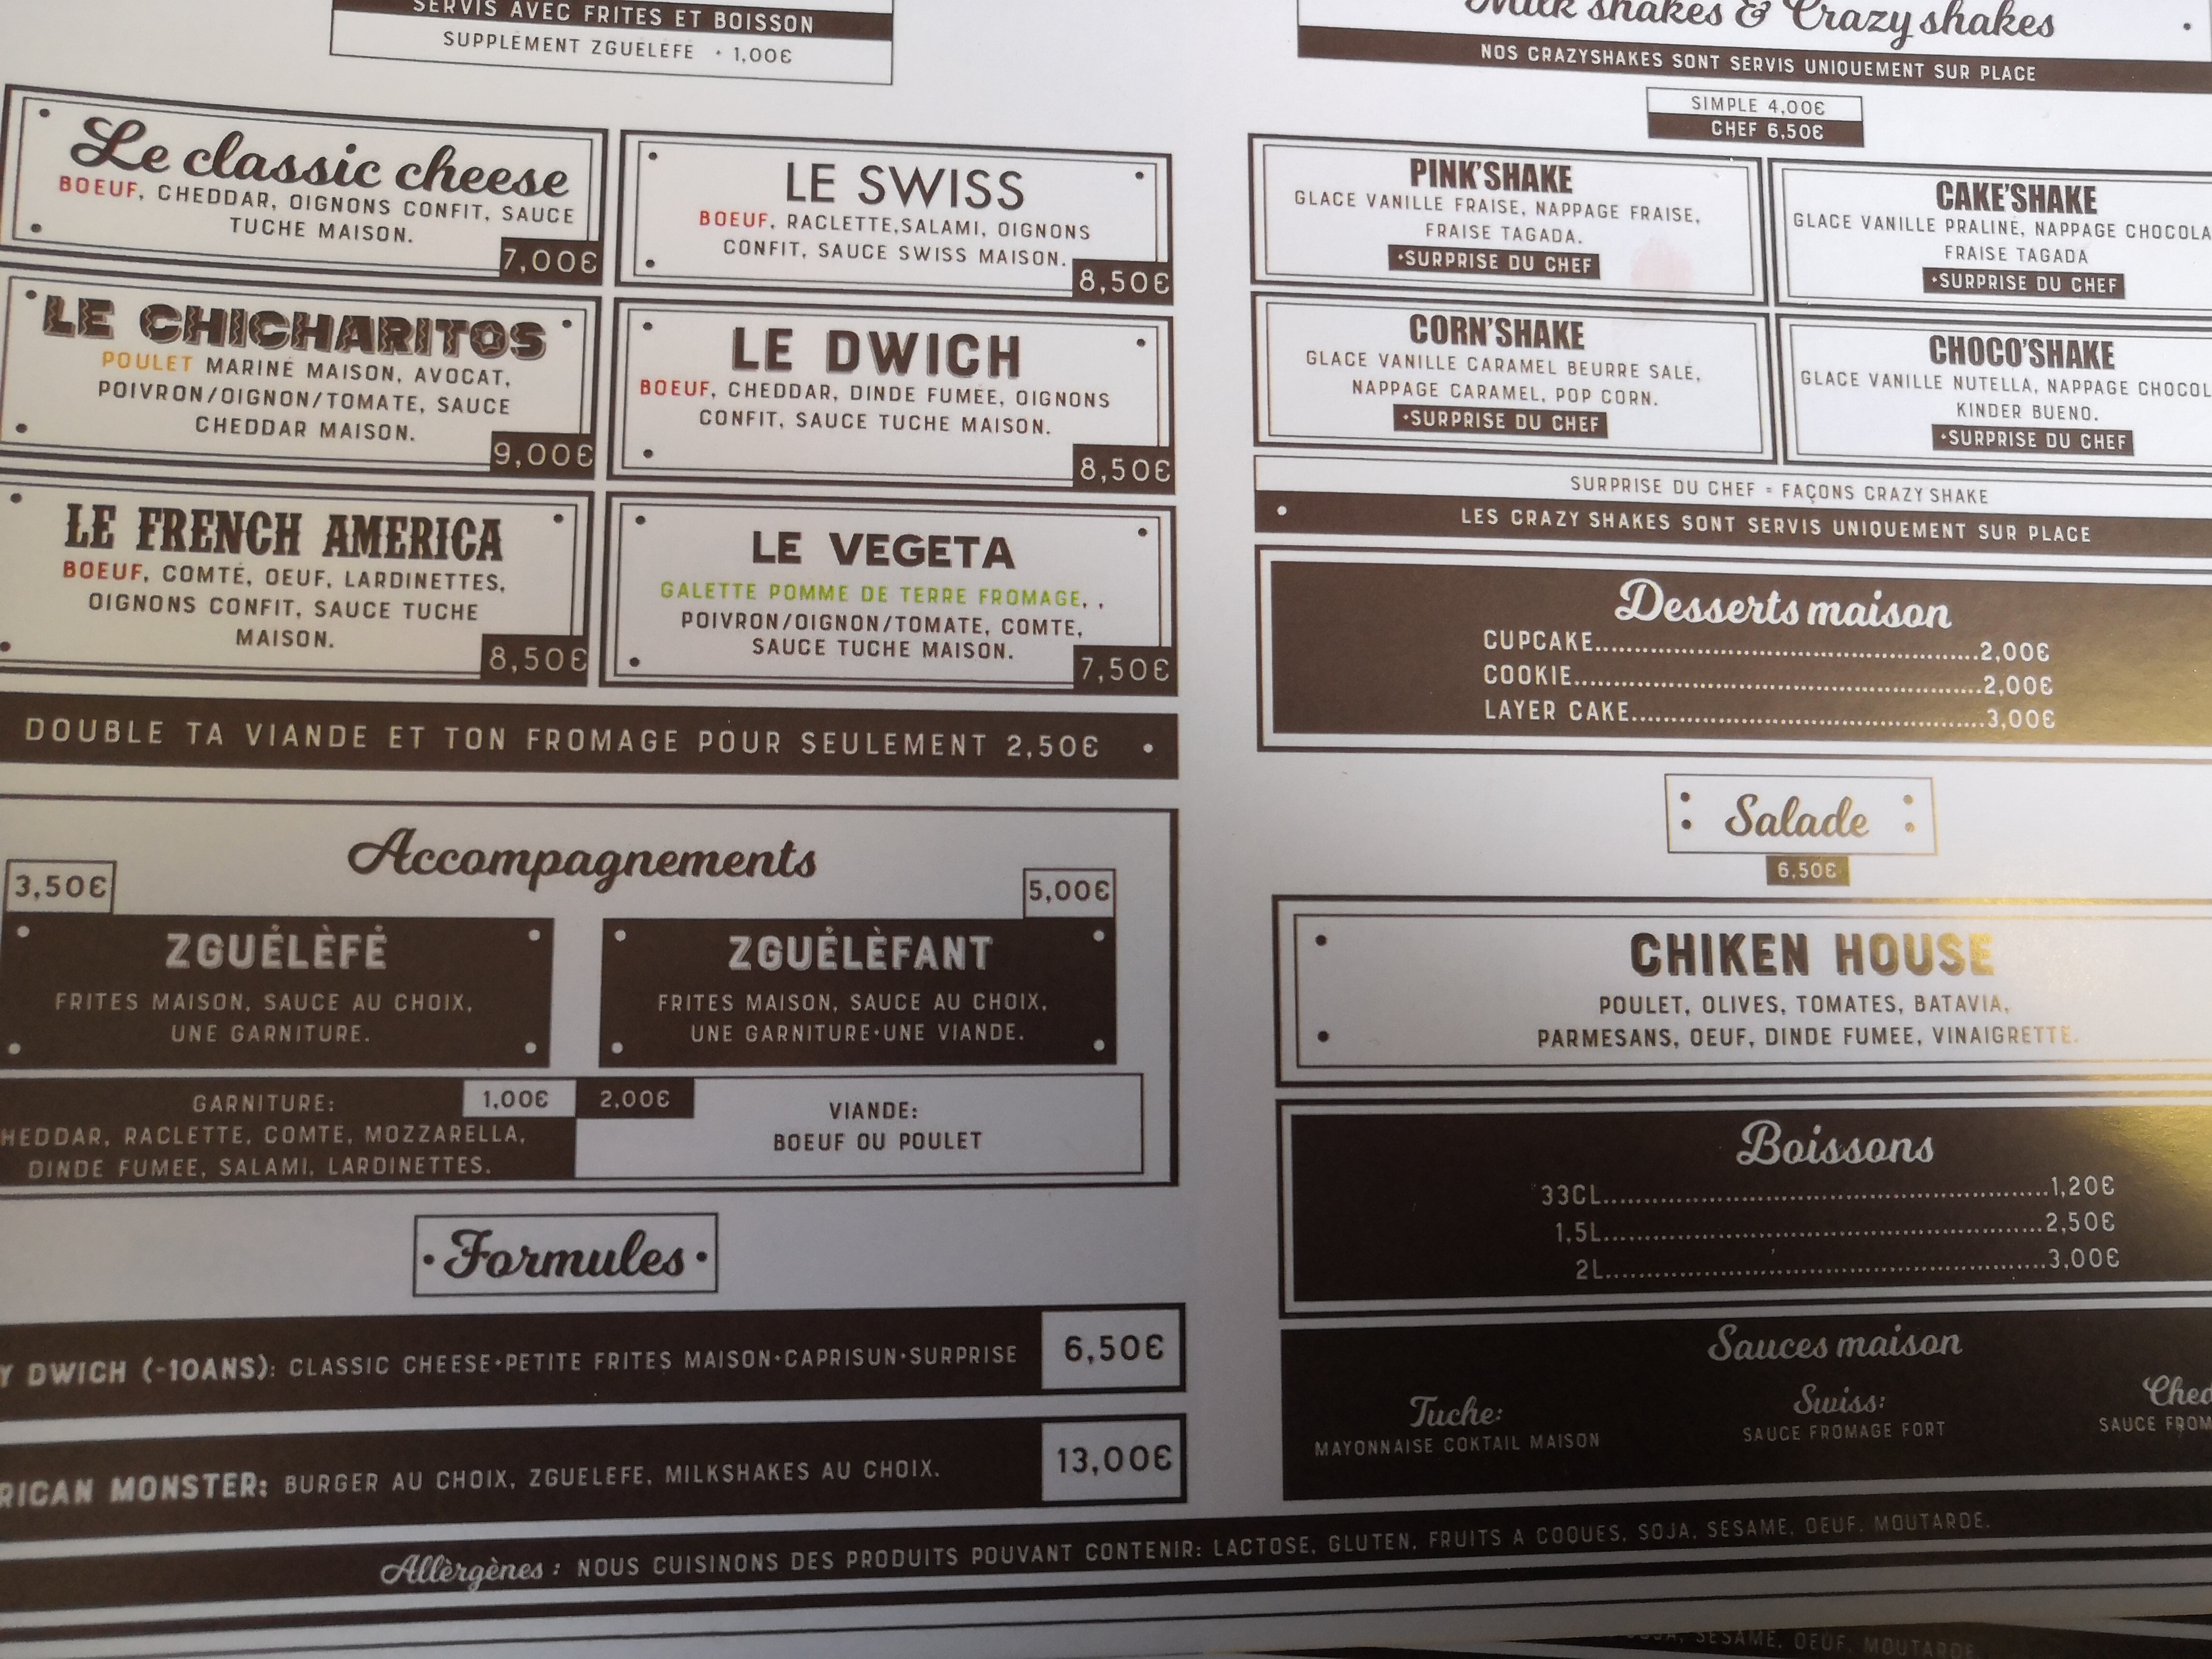 SERVIS AVEC FRITES ET BOISSON
SUPPLÉMENT ZGUÉLÈFÉ • 1,00€
Le classic cheese
BOEUF, CHEDDAR, OIGNONS CONFIT, SAUCE
TUCHE MAISON.
7,00€
LE SWISS
BOEUF, RACLETTE,SALAMI, OIGNONS
CONFIT, SAUCE SWISS MAISON.
8,50€
LE CHICHARITOS
POULET MARINÉ MAISON, AVOCAT,
POIVRON/OIGNON/TOMATE, SAUCE
CHEDDAR MAISON.
9,00€
LE DWICH
BOEUF, CHEDDAR, DINDE FUMÉE, OIGNONS
CONFIT, SAUCE TUCHE MAISON.
8,50€
LE FRENCH AMERICA
BOEUF, COMTÉ, OEUF, LARDINETTES,
OIGNONS CONFIT, SAUCE TUCHE
MAISON.
8,50€
LE VEGETA
GALETTE POMME DE TERRE FROMAGE, ,
POIVRON/OIGNON/TOMATE, COMTE,
SAUCE TUCHE MAISON.
7,50€
DOUBLE TA VIANDE ET TON FROMAGE POUR SEULEMENT 2,50€ •
Accompagnements
3,50€
5,00€
ZGUÉLÈFÉ
FRITES MAISON, SAUCE AU CHOIX,
UNE GARNITURE.
ZGUÉLÈFANT
FRITES MAISON, SAUCE AU CHOIX,
UNE GARNITURE•UNE VIANDE.
GARNITURE:
1,00€
HEDDAR, RACLETTE, COMTE, MOZZARELLA,
DINDE FUMEE, SALAMI, LARDINETTES.
2,00€
VIANDE:
BOEUF OU POULET
•Formules•
Y DWICH (-10ANS): CLASSIC CHEESE•PETITE FRITES MAISON•CAPRISUN•SURPRISE
6,50€
RICAN MONSTER: BURGER AU CHOIX, ZGUELEFE, MILKSHAKES AU CHOIX.
13,00€
Milk shakes & Crazy shakes
NOS CRAZYSHAKES SONT SERVIS UNIQUEMENT SUR PLACE
SIMPLE 4,00€
CHEF 6,50€
PINK'SHAKE
GLACE VANILLE FRAISE, NAPPAGE FRAISE,
FRAISE TAGADA.
•SURPRISE DU CHEF
CAKE'SHAKE
GLACE VANILLE PRALINÉ, NAPPAGE CHOCOLA
FRAISE TAGADA
•SURPRISE DU CHEF
CORN'SHAKE
GLACE VANILLE CARAMEL BEURRE SALÉ,
NAPPAGE CARAMEL, POP CORN.
•SURPRISE DU CHEF
CHOCO'SHAKE
GLACE VANILLE NUTELLA, NAPPAGE CHOCOL
KINDER BUENO.
•SURPRISE DU CHEF
SURPRISE DU CHEF = FAÇONS CRAZY SHAKE
LES CRAZY SHAKES SONT SERVIS UNIQUEMENT SUR PLACE
Desserts maison
CUPCAKE..........2,00€
COOKIE..........2,00€
LAYER CAKE..........3,00€
Salade
6,50€
CHIKEN HOUSE
POULET, OLIVES, TOMATES, BATAVIA,
PARMESANS, OEUF, DINDE FUMEE, VINAIGRETTE.
Boissons
33CL..........1,20€
1,5L..........2,50€
2L..........3,00€
Sauces maison
Tuche:
MAYONNAISE COKTAIL MAISON
Swiss:
SAUCE FROMAGE FORT
Ched
SAUCE FROM
Allèrgènes : NOUS CUISINONS DES PRODUITS POUVANT CONTENIR: LACTOSE, GLUTEN, FRUITS A COQUES, SOJA, SESAME, OEUF, MOUTARDE.
SOJA, SESAME, OEUF, MOUTARDE